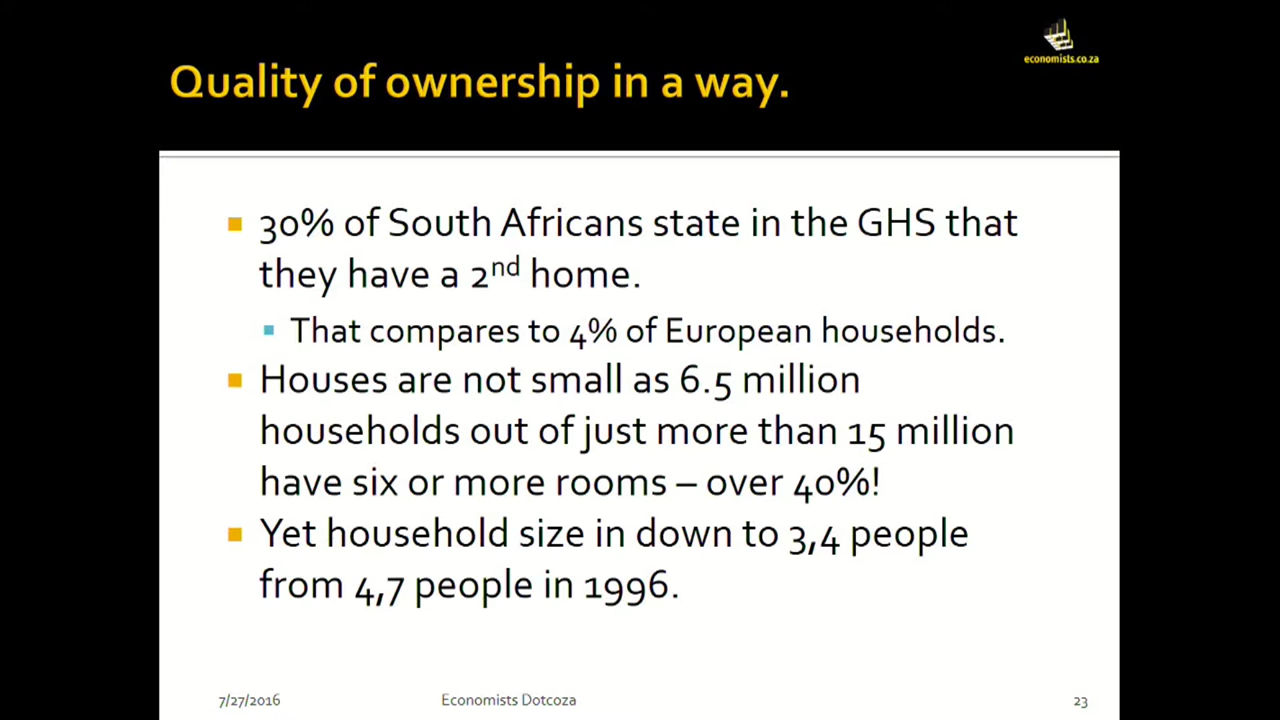 economists.co.za
Quality of ownership in a way.
30% of South Africans state in the GHS that
they have a 2nd home.
That compares to 4% of European households.
Houses are not small as 6.5 million
households out of just more than 15 million
have six or more rooms – over 40%!
Yet household size in down to 3,4 people
from 4,7 people in 1996.
7/27/2016 Economists Dotcoza 23